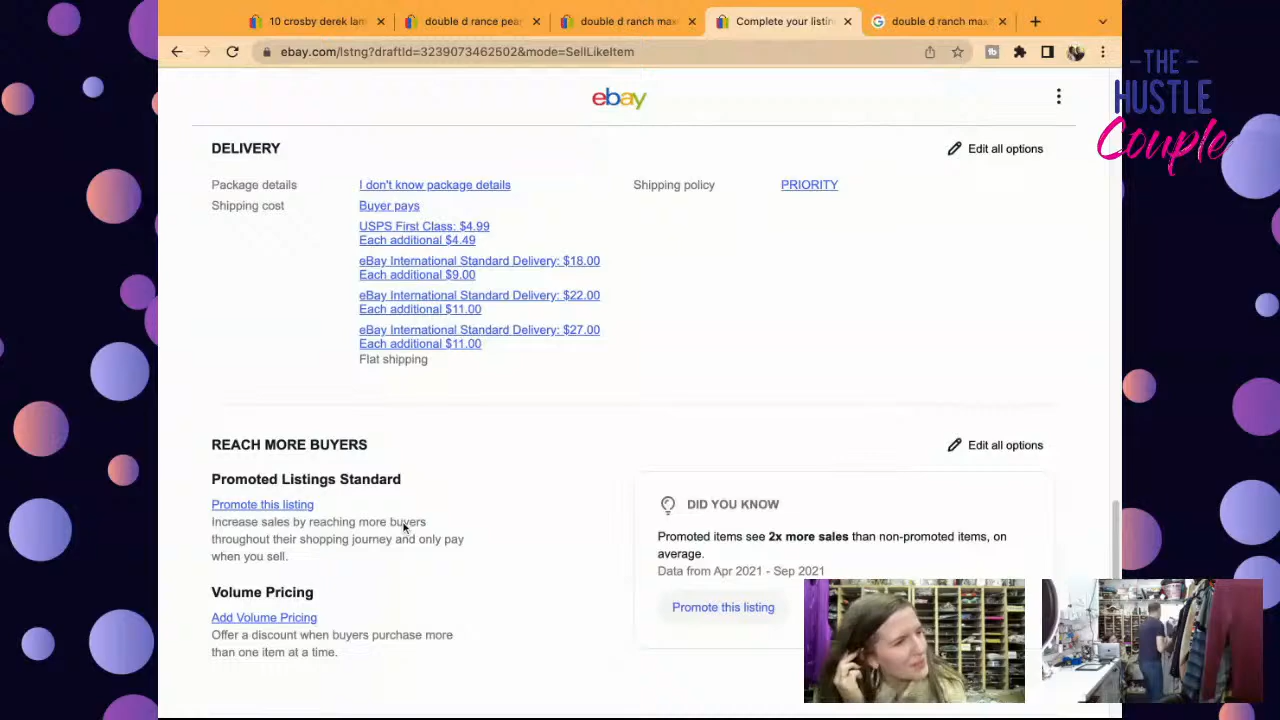 10 crosby derek lam
double d rance pea
double d ranch max
Complete your listin
double d ranch max
ebay.com/lstng?draftId=3239073462502&mode=SellLikeItem
tb
-THE-
HUSTLE
Couple
ebay
DELIVERY
Edit all options
Package details
I don't know package details
Shipping policy
PRIORITY
Shipping cost
Buyer pays
USPS First Class: $4.99
Each additional $4.49
eBay International Standard Delivery: $18.00
Each additional $9.00
eBay International Standard Delivery: $22.00
Each additional $11.00
eBay International Standard Delivery: $27.00
Each additional $11.00
Flat shipping
REACH MORE BUYERS
Edit all options
Promoted Listings Standard
Promote this listing
Increase sales by reaching more buyers
throughout their shopping journey and only pay
when you sell.
Volume Pricing
Add Volume Pricing
Offer a discount when buyers purchase more
than one item at a time.
DID YOU KNOW
Promoted items see 2x more sales than non-promoted items, on
average.
Data from Apr 2021 - Sep 2021
Promote this listing